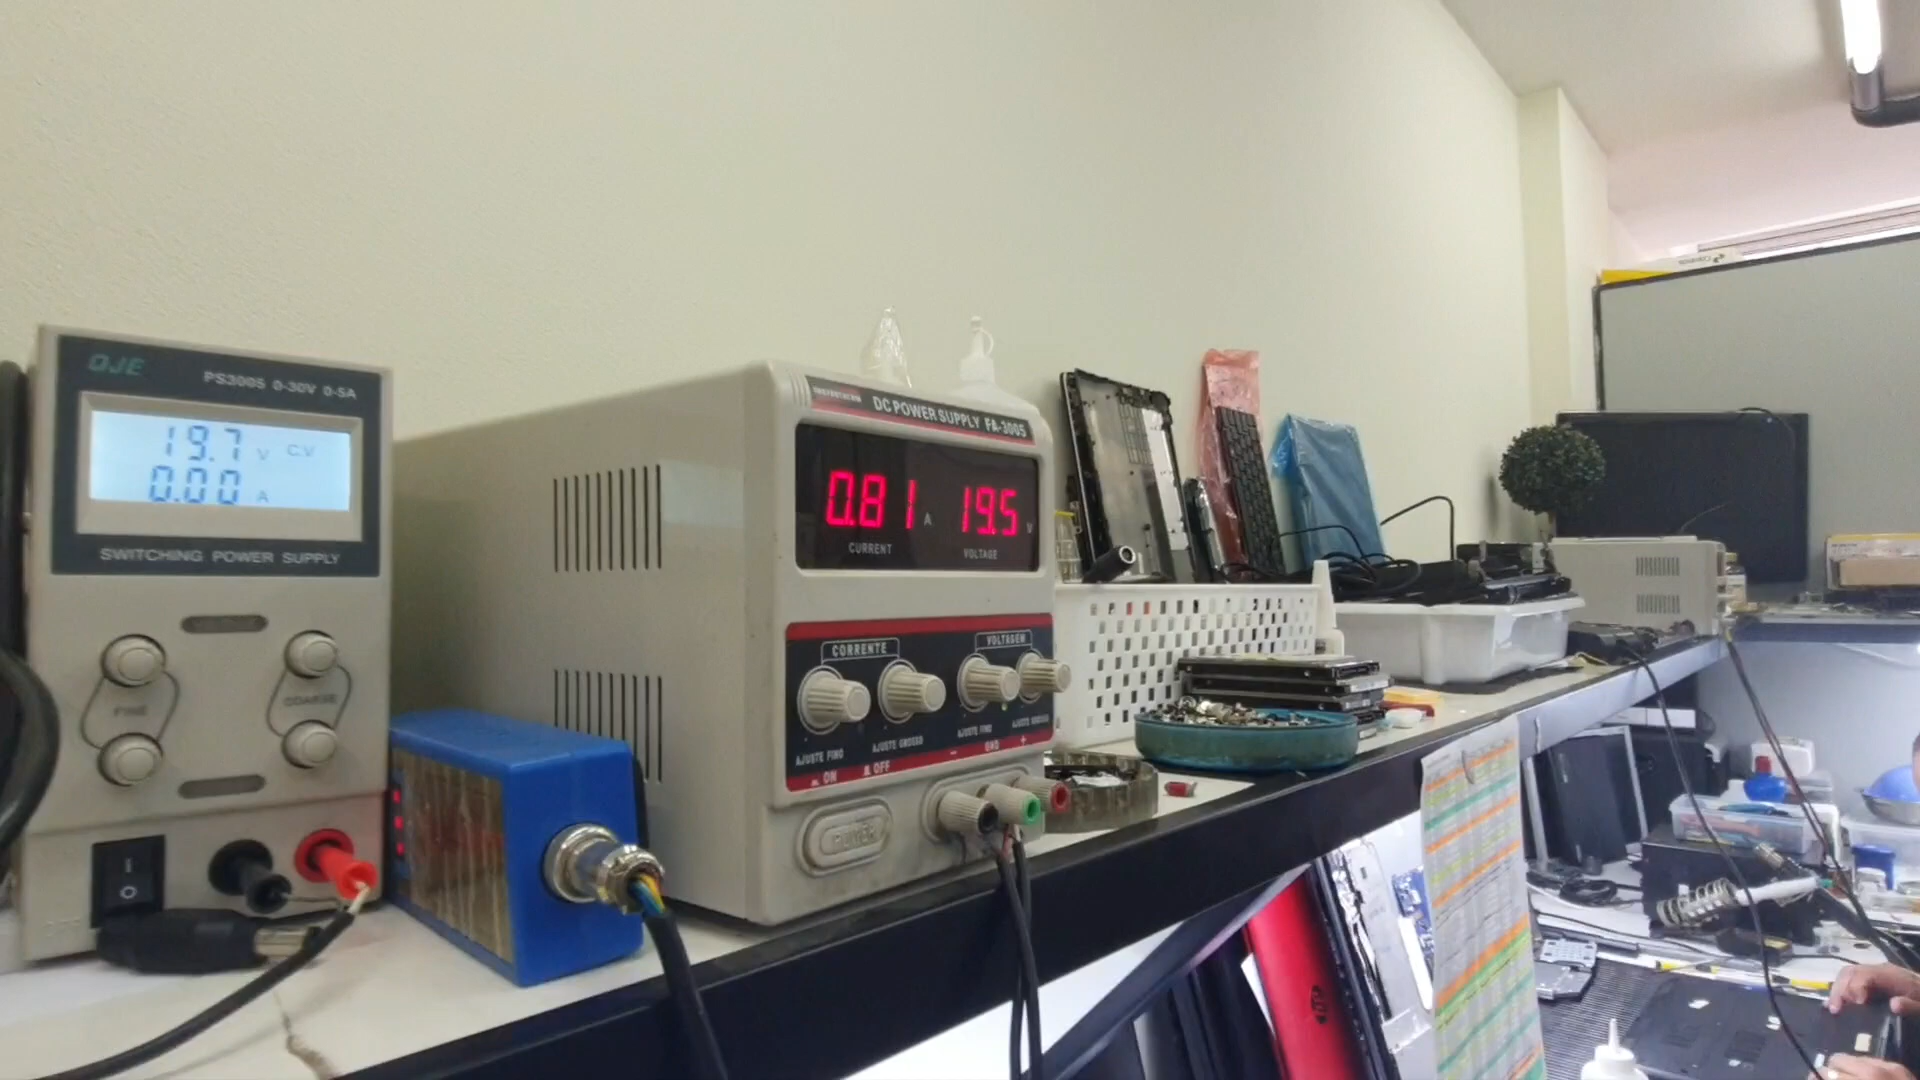 OJE
PS3005 0-30V 0-5A
19.7 V C.V
0.00 A
SWITCHING POWER SUPPLY
FINE
COARSE
INSTRUTHERM
DC POWER SUPPLY FA-3005
0.81 A 19.5 V
CURRENT VOLTAGE
CORRENTE VOLTAGEM
AJUSTE FINO AJUSTE GROSSO AJUSTE FINO AJUSTE GROSSO
- GND +
ON OFF
POWER